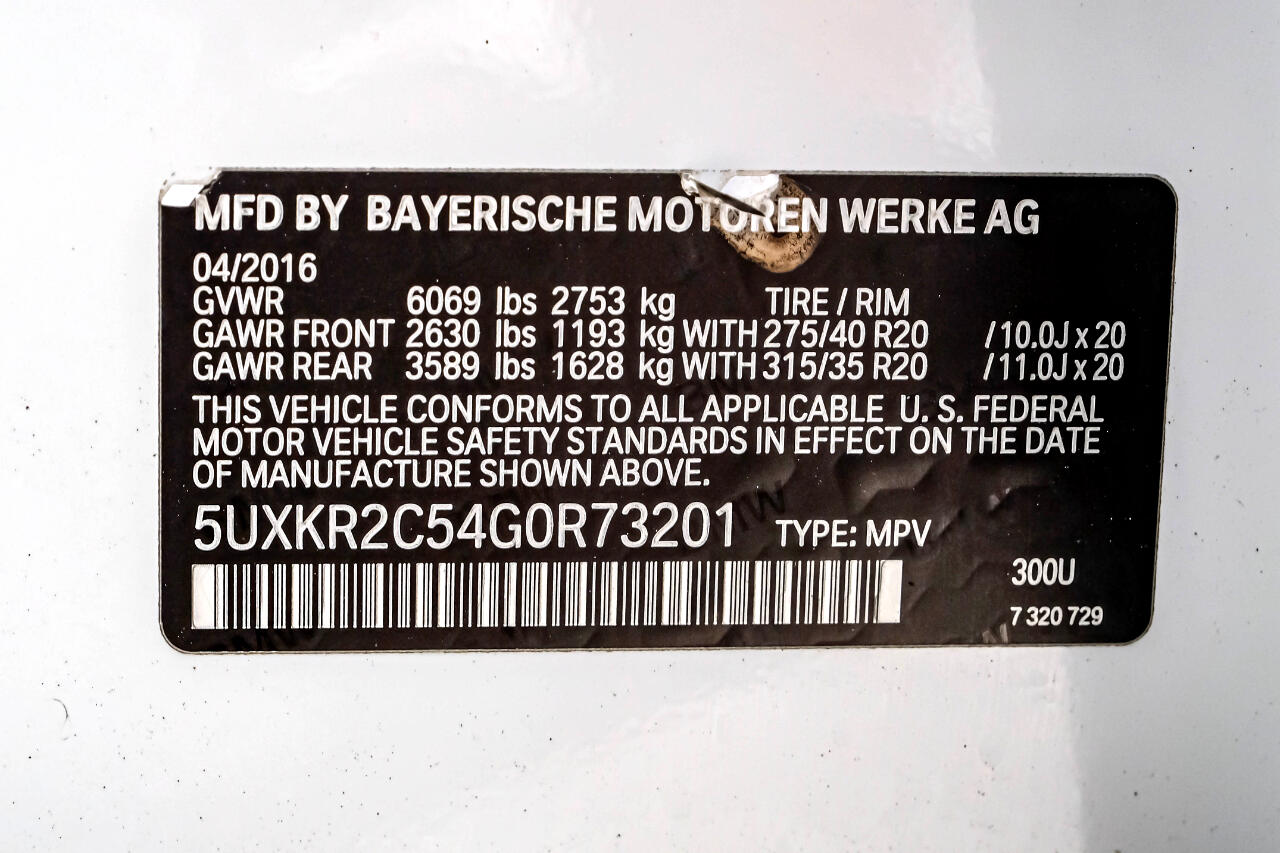 MFD BY BAYERISCHE MOTOREN WERKE AG
04/2016
GVWR 6069 lbs 2753 kg TIRE / RIM
GAWR FRONT 2630 lbs 1193 kg WITH 275/40 R20 /10.0J x 20
GAWR REAR 3589 lbs 1628 kg WITH 315/35 R20 /11.0J x 20
THIS VEHICLE CONFORMS TO ALL APPLICABLE U. S. FEDERAL
MOTOR VEHICLE SAFETY STANDARDS IN EFFECT ON THE DATE
OF MANUFACTURE SHOWN ABOVE.
5UXKR2C54G0R73201 TYPE: MPV
300U
7 320 729